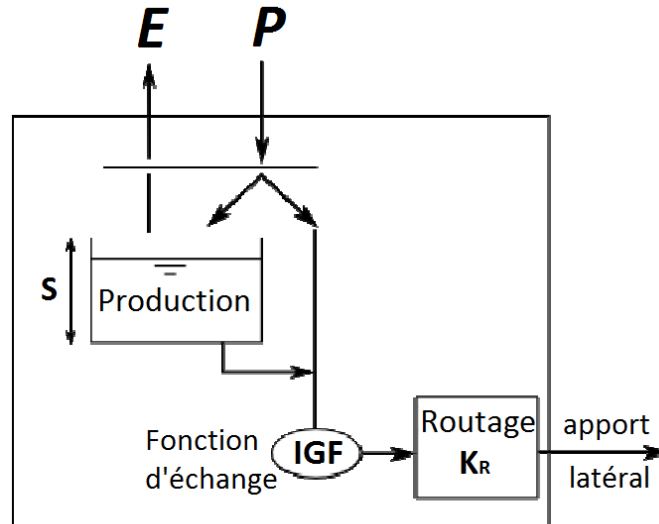 E
P
S
Production
Fonction
d'échange
IGF
Routage
KR
apport
latéral